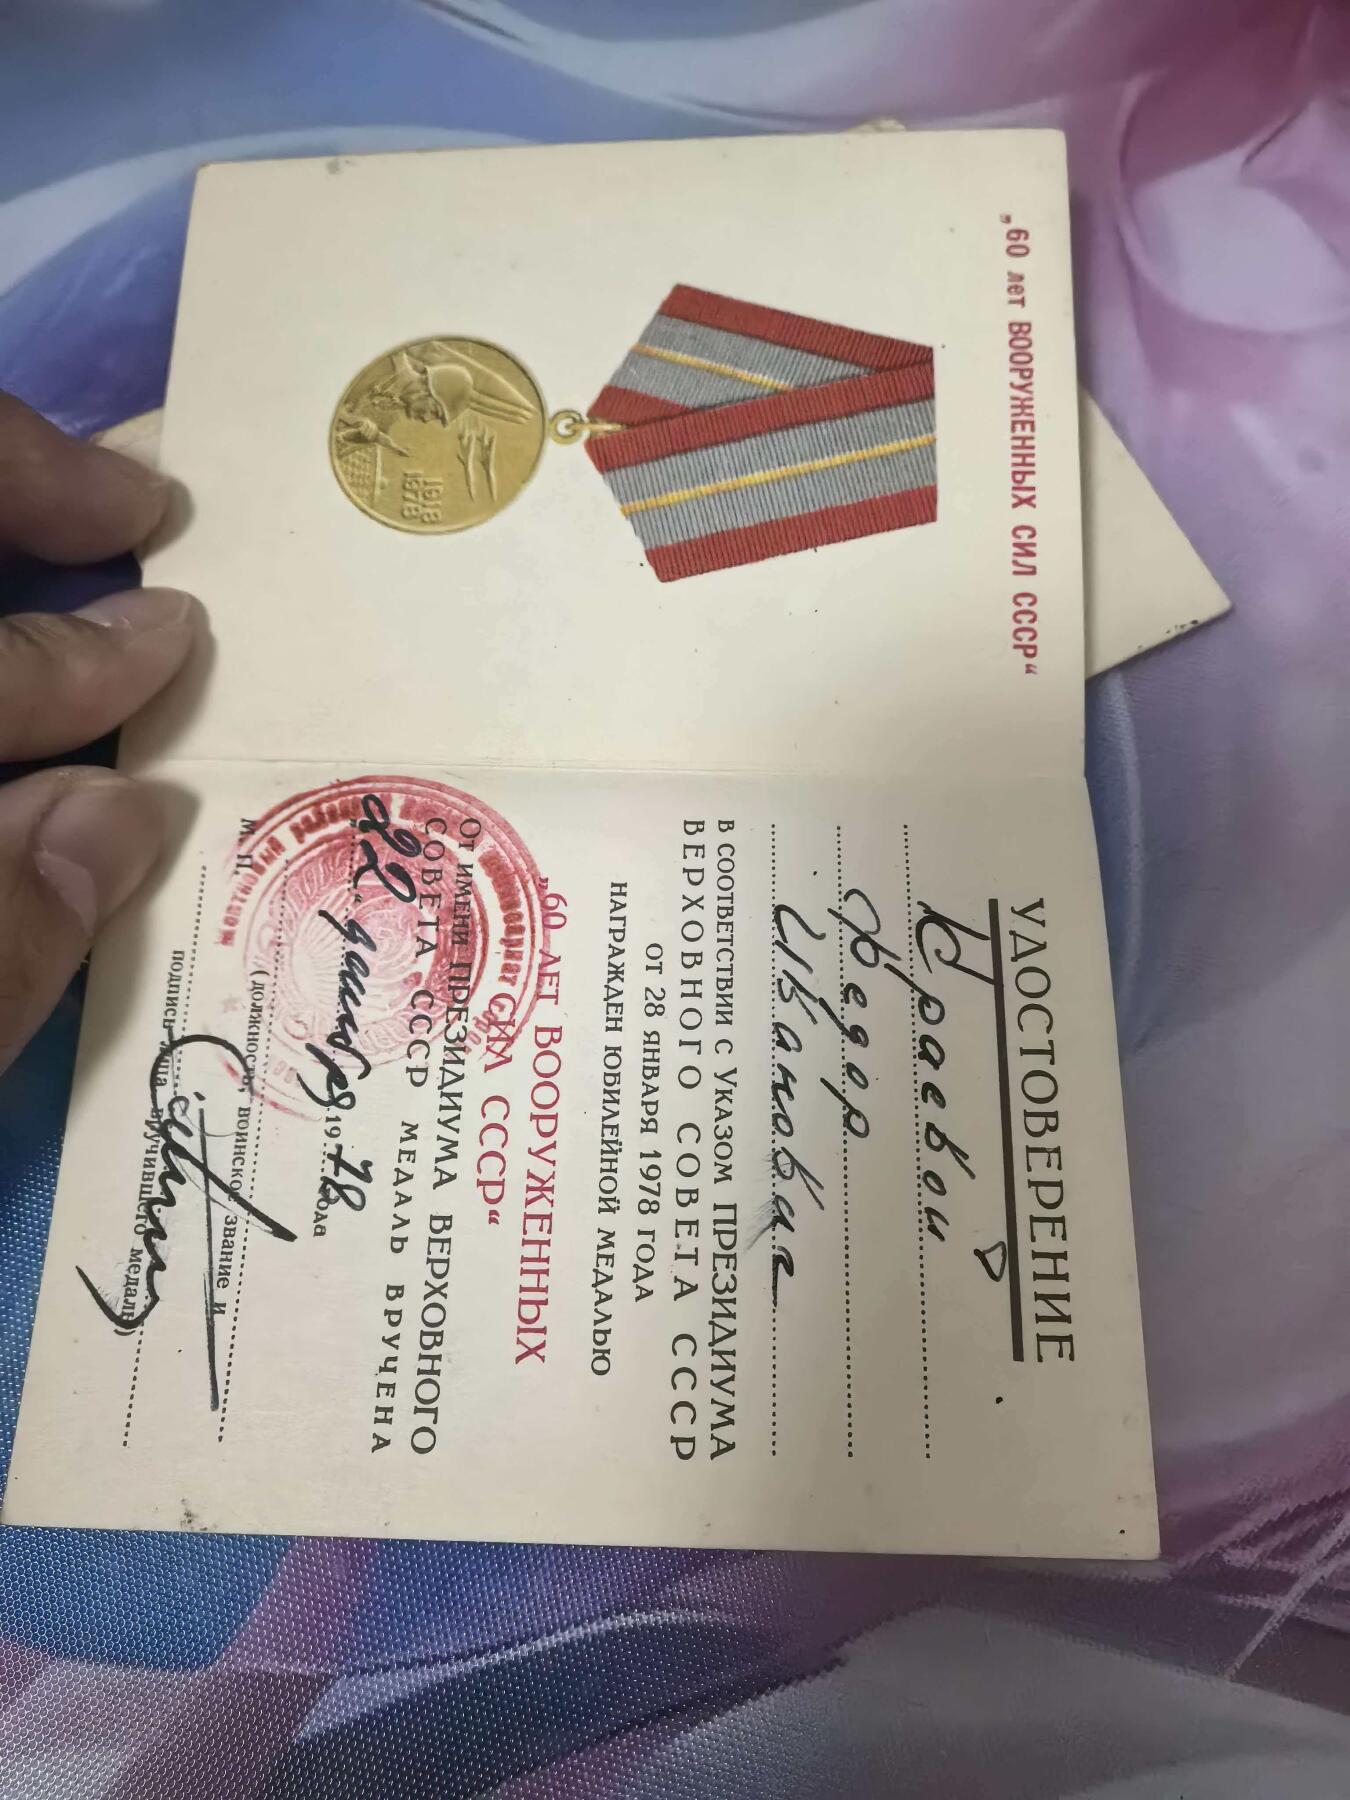 „60 лет ВООРУЖЕННЫХ СИЛ СССР“
1918
1978
УДОСТОВЕРЕНИЕ
Краевой
Федор
Иванович
В СООТВЕТСТВИИ С УКАЗОМ ПРЕЗИДИУМА
ВЕРХОВНОГО СОВЕТА СССР
ОТ 28 ЯНВАРЯ 1978 ГОДА
НАГРАЖДЕН ЮБИЛЕЙНОЙ МЕДАЛЬЮ
„60 ЛЕТ ВООРУЖЕННЫХ
СИЛ СССР“
ОТ ИМЕНИ ПРЕЗИДИУМА ВЕРХОВНОГО
СОВЕТА СССР МЕДАЛЬ ВРУЧЕНА
„22“ декабря 1978 года
М. П.
(должность, воинское звание и
подпись лица вручившего медаль)